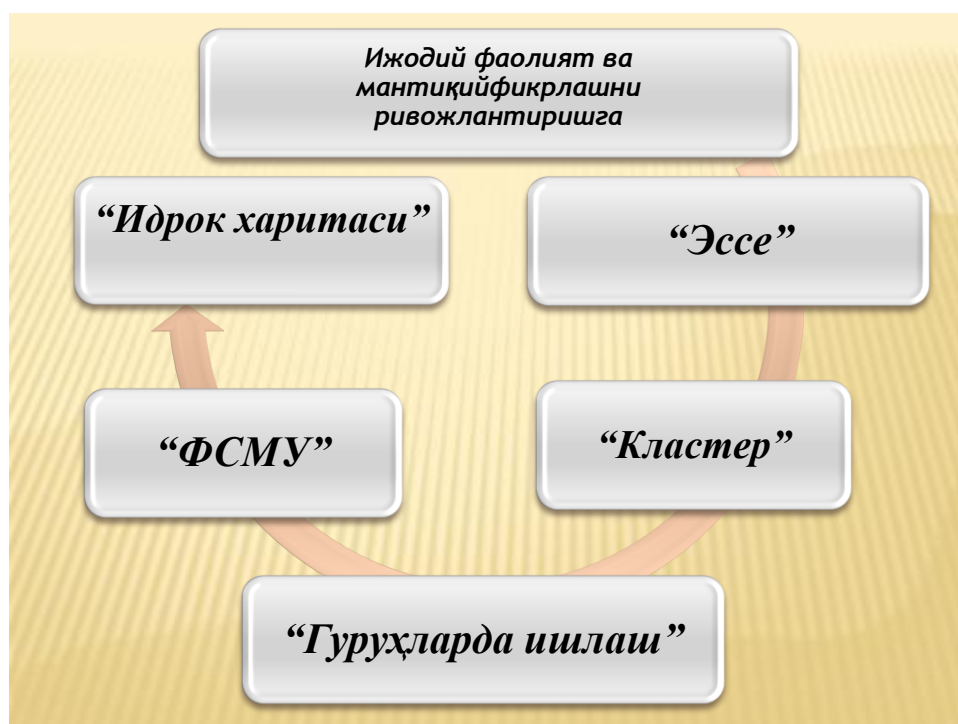 Ижодий фаолият ва
мантиқийфикрлашни
ривожлантиришга
“Идрок харитаси”
“Эссе”
“ФСМУ”
“Кластер”
“Гуруҳларда ишлаш”